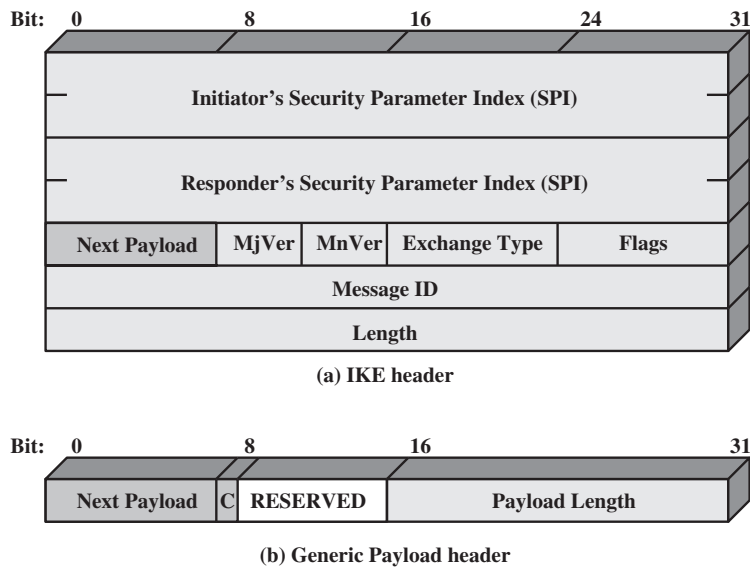 Bit: 0 8 16 24 31
Initiator’s Security Parameter Index (SPI)
Responder’s Security Parameter Index (SPI)
Next Payload MjVer MnVer Exchange Type Flags
Message ID
Length
(a) IKE header
Bit: 0 8 16 31
Next Payload C RESERVED Payload Length
(b) Generic Payload header